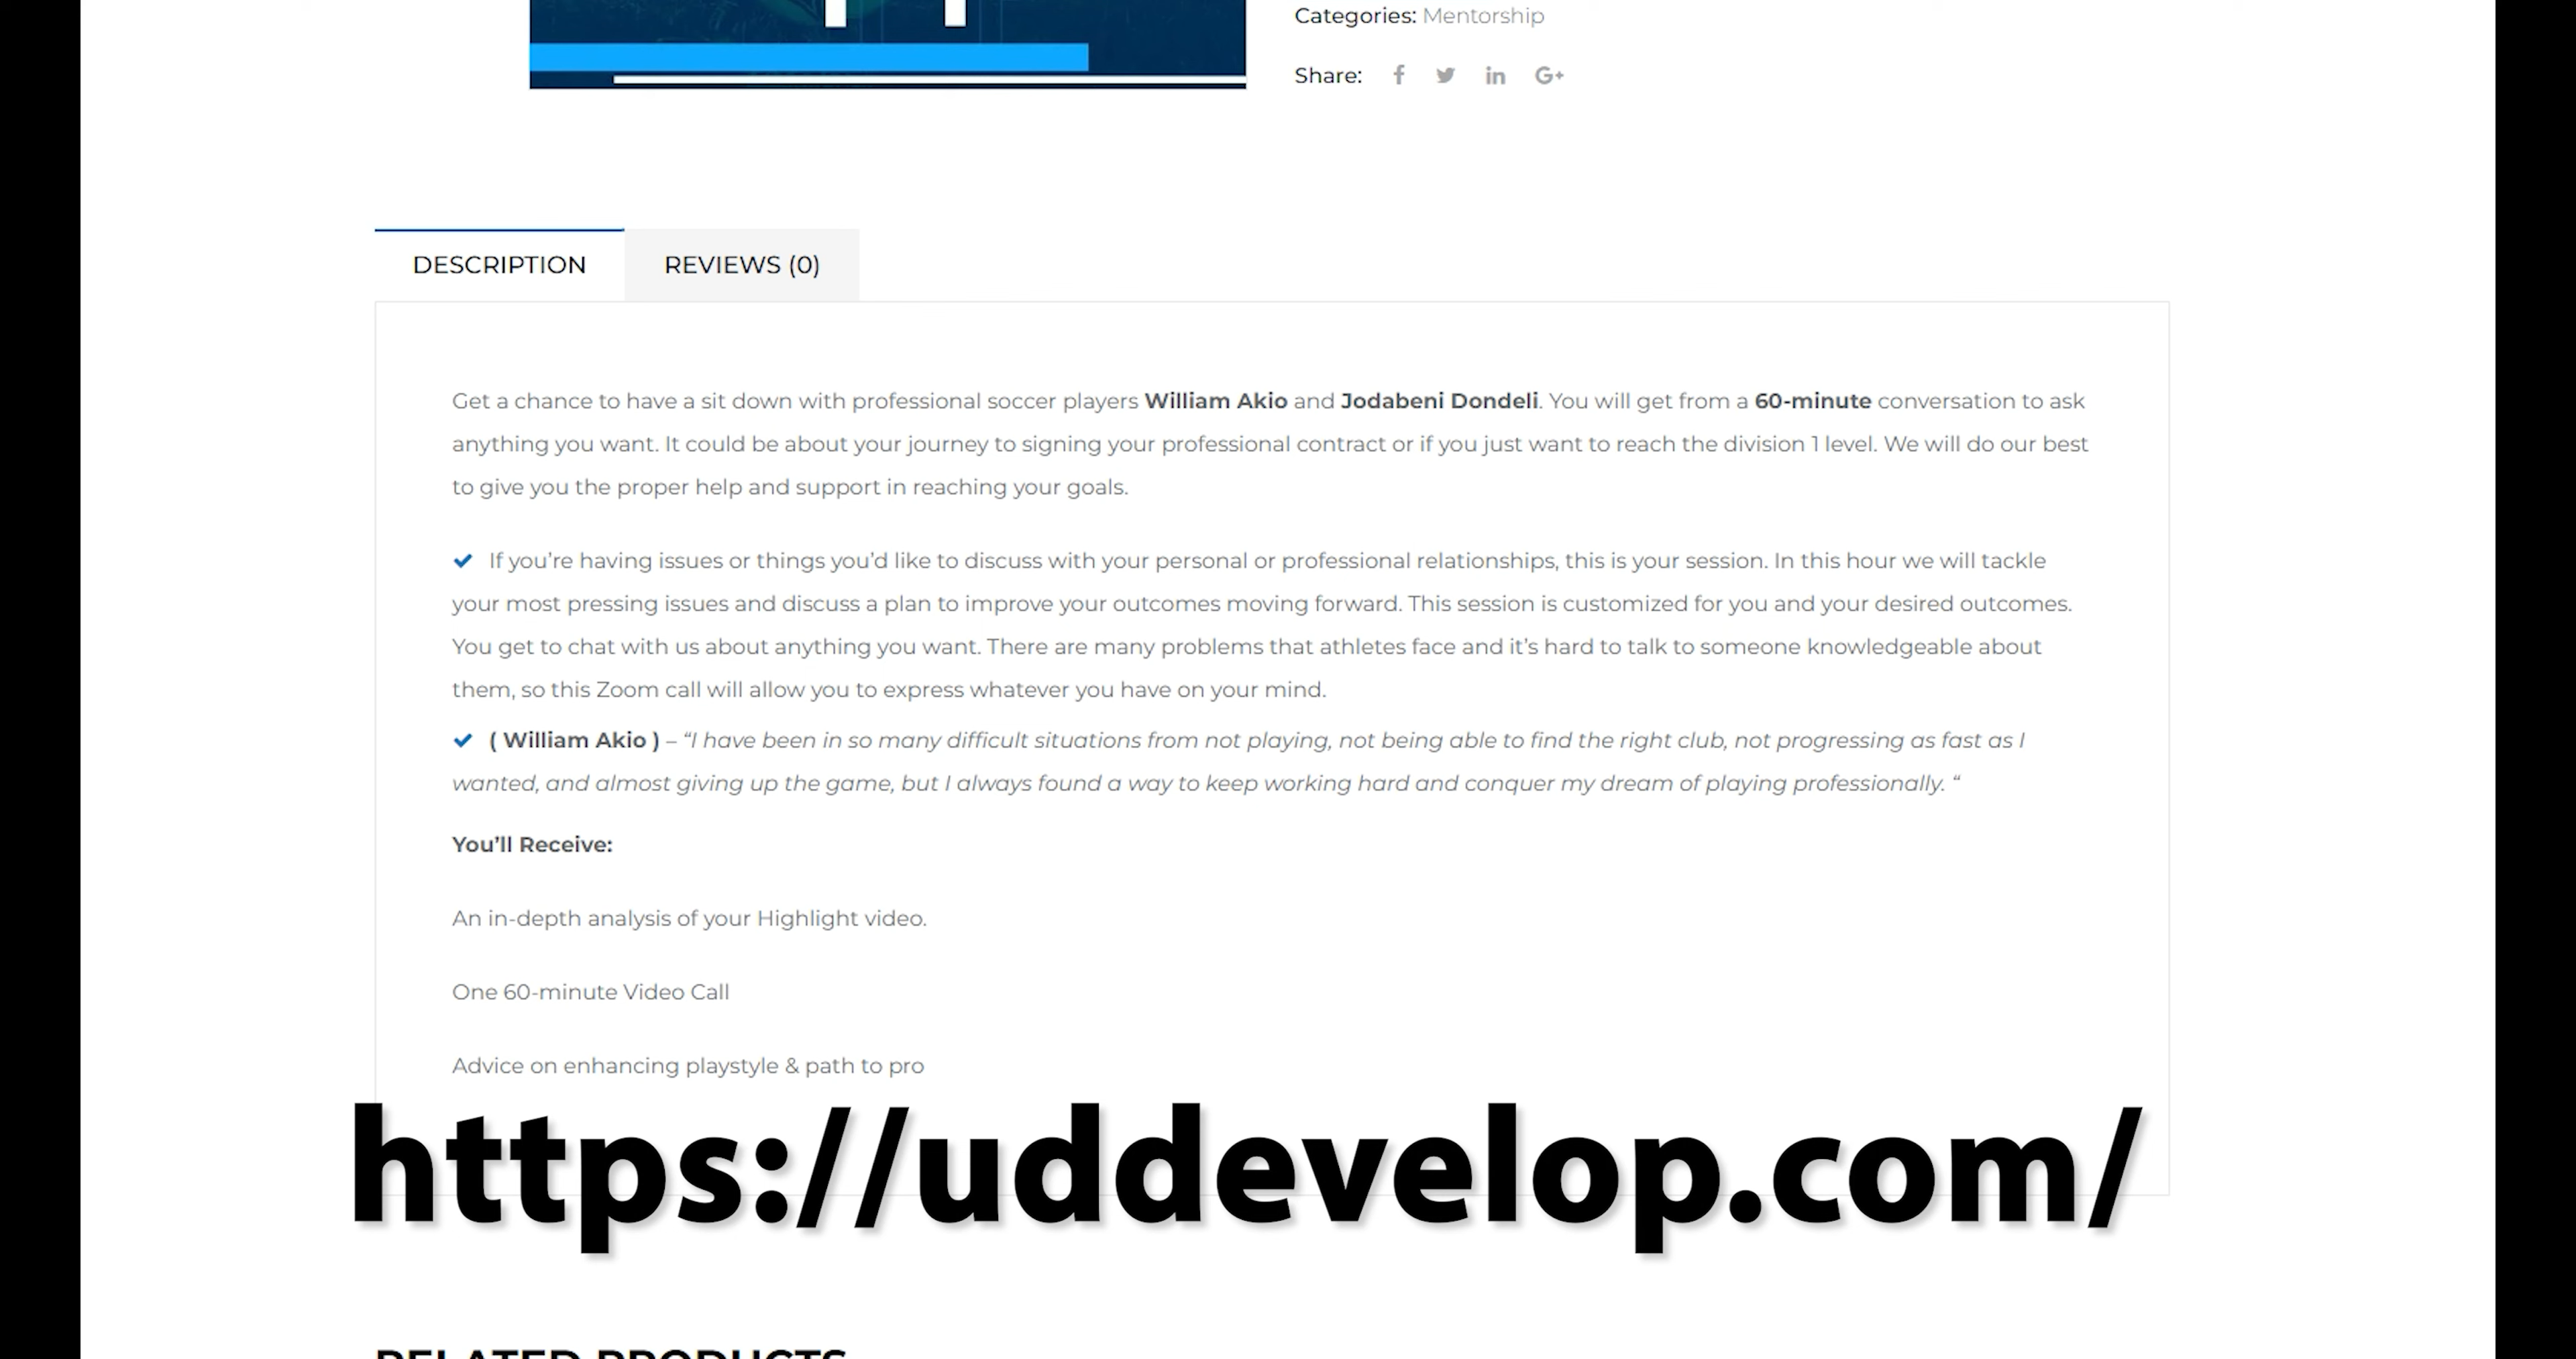 Categories: Mentorship
Share: f in G+
DESCRIPTION
REVIEWS (0)
Get a chance to have a sit down with professional soccer players William Akio and Jodabeni Dondeli. You will get from a 60-minute conversation to ask
anything you want. It could be about your journey to signing your professional contract or if you just want to reach the division 1 level. We will do our best
to give you the proper help and support in reaching your goals.
✔ If you’re having issues or things you’d like to discuss with your personal or professional relationships, this is your session. In this hour we will tackle
your most pressing issues and discuss a plan to improve your outcomes moving forward. This session is customized for you and your desired outcomes.
You get to chat with us about anything you want. There are many problems that athletes face and it’s hard to talk to someone knowledgeable about
them, so this Zoom call will allow you to express whatever you have on your mind.
✔ ( William Akio ) – “I have been in so many difficult situations from not playing, not being able to find the right club, not progressing as fast as I
wanted, and almost giving up the game, but I always found a way to keep working hard and conquer my dream of playing professionally. “
You’ll Receive:
An in-depth analysis of your Highlight video.
One 60-minute Video Call
Advice on enhancing playstyle & path to pro
https://uddevelop.com/
RELATED PRODUCTS